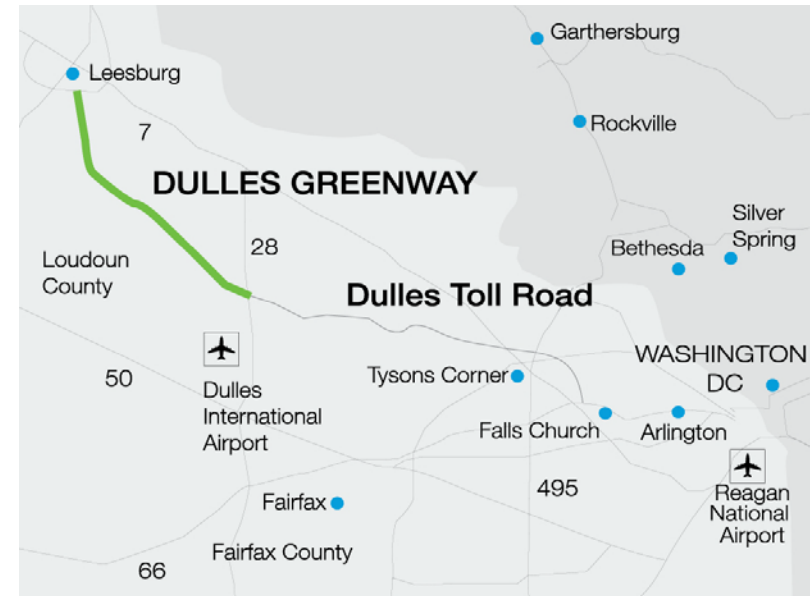 Garthersburg
Leesburg
7
Rockville
DULLES GREENWAY
Silver
Spring
28
Bethesda
Loudoun
County
Dulles Toll Road
WASHINGTON
DC
50
Tysons Corner
Dulles
International
Airport
Falls Church
Arlington
495
Reagan
National
Airport
Fairfax
Fairfax County
66